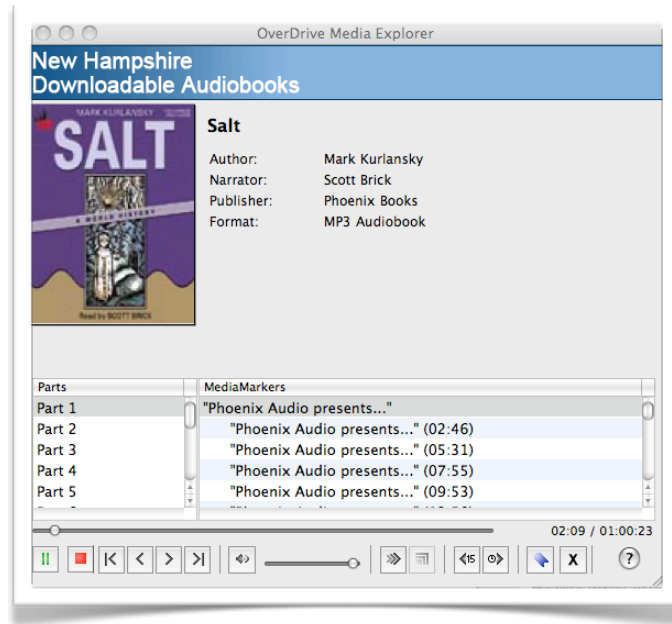 OverDrive Media Explorer
New Hampshire
Downloadable Audiobooks
MARK KURLANSKY
SALT
A WORLD HISTORY
Read by SCOTT BRICK
Salt
Author: Mark Kurlansky
Narrator: Scott Brick
Publisher: Phoenix Books
Format: MP3 Audiobook
Parts MediaMarkers
Part 1 "Phoenix Audio presents..."
Part 2 "Phoenix Audio presents..." (02:46)
Part 3 "Phoenix Audio presents..." (05:31)
Part 4 "Phoenix Audio presents..." (07:55)
Part 5 "Phoenix Audio presents..." (09:53)
02:09 / 01:00:23
15
X
?